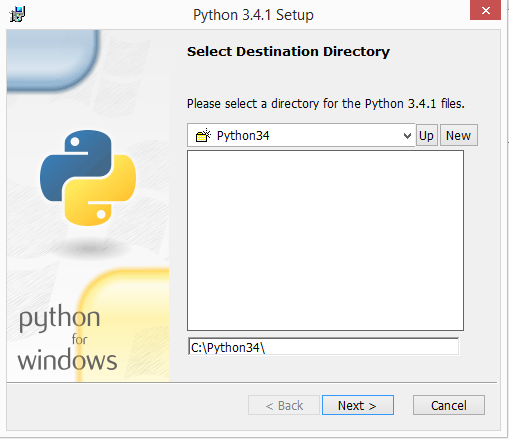 Python 3.4.1 Setup
Select Destination Directory
Please select a directory for the Python 3.4.1 files.
Python34
Up
New
C:\Python34\
python
for
windows
< Back
Next >
Cancel